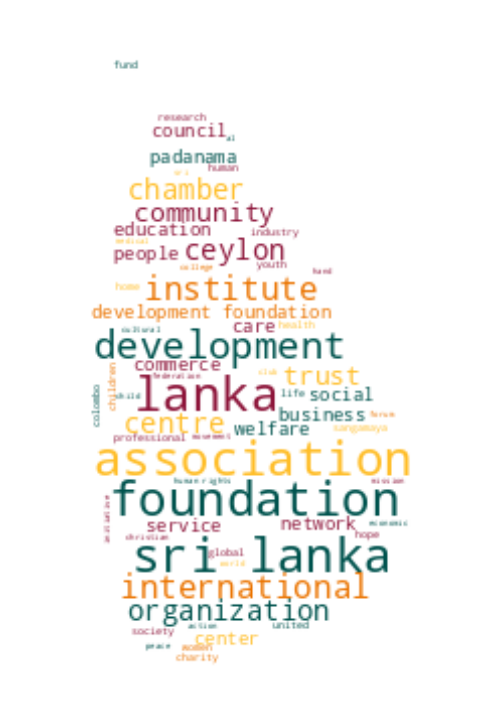 fund
research
council
al
padanama
human
sri
chamber
community
education
industry
medical
people
ceylon
college
youth
hand
home
institute
development foundation
care
health
cultural
development
commerce
federation
club
trust
children
child
colombo
lanka
life
social
business
forum
centre
welfare
sangamaya
professional
movement
association
human rights
mission
foundation
initiative
service
network
economic
christian
hope
sri lanka
global
world
international
organization
action
united
society
center
peace
women
charity